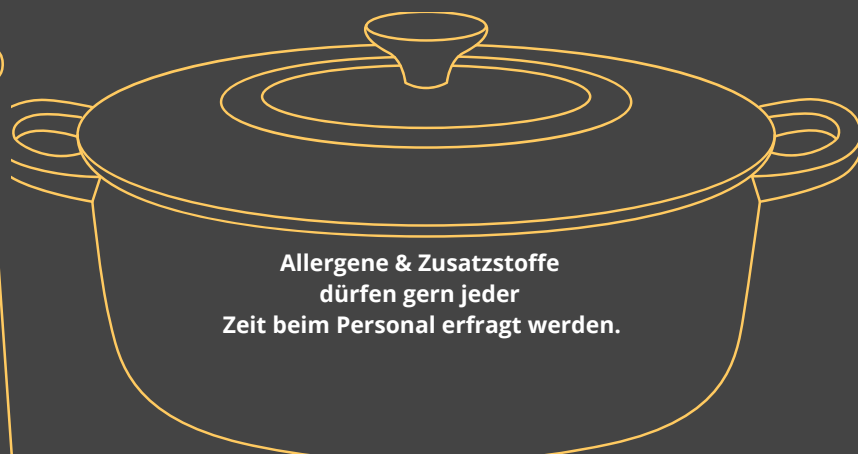 Allergene & Zusatzstoffe
dürfen gern jeder
Zeit beim Personal erfragt werden.